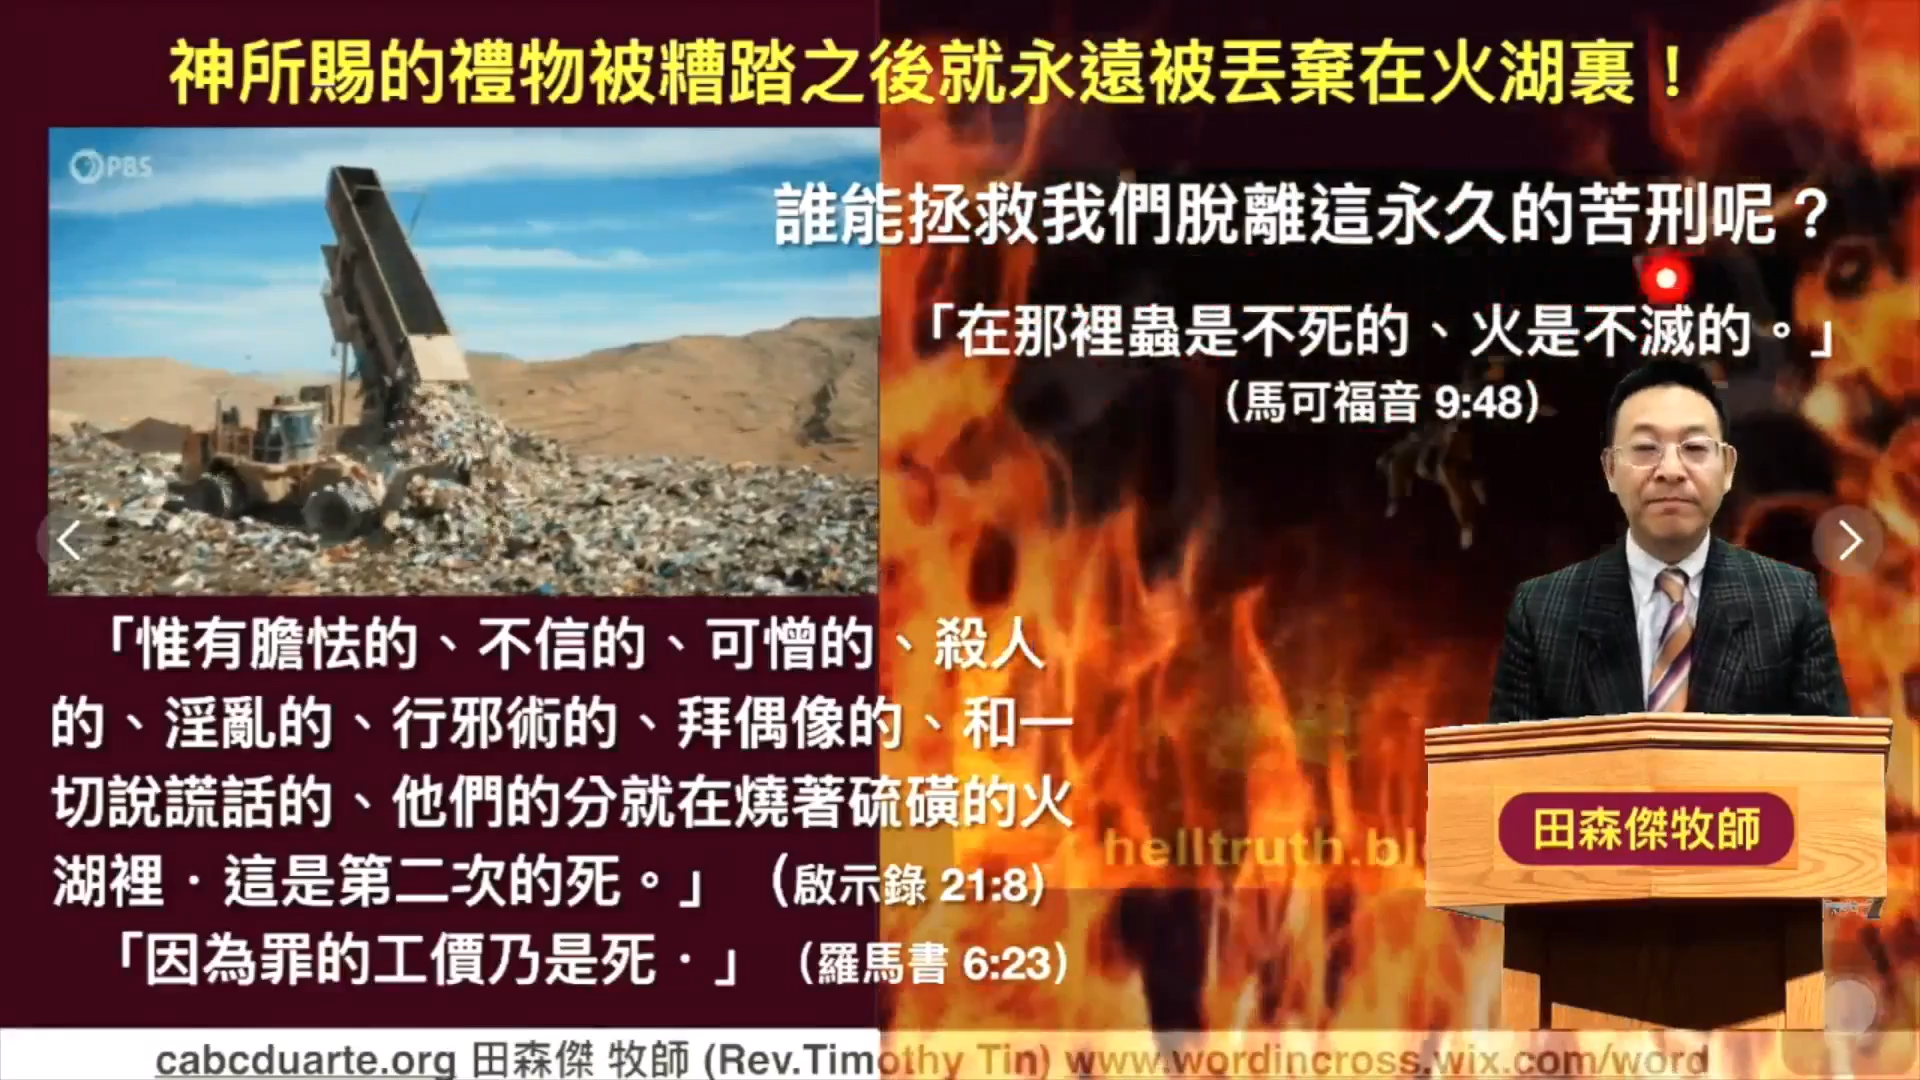 神所賜的禮物被糟踏之後就永遠被丟棄在火湖裏！
PBS
誰能拯救我們脫離這永久的苦刑呢？
「在那裡蟲是不死的、火是不滅的。」
（馬可福音 9:48）
「惟有膽怯的、不信的、可憎的、殺人
的、淫亂的、行邪術的、拜偶像的、和一
切說謊話的、他們的分就在燒著硫磺的火
湖裡．這是第二次的死。」（啟示錄 21:8）
「因為罪的工價乃是死．」（羅馬書 6:23）
helltruth.bl
田森傑牧師
cabcduarte.org 田森傑 牧師 (Rev.Timothy Tin) www.wordincross.wix.com/word